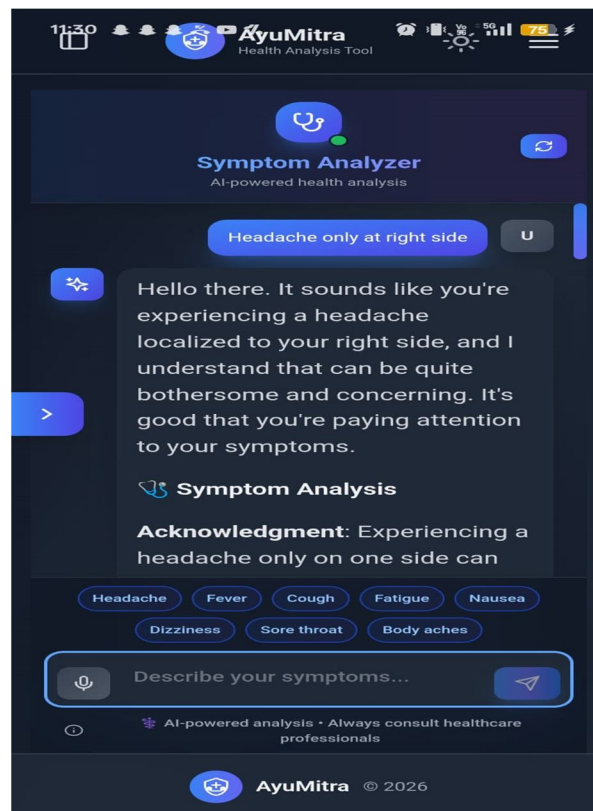 11:30
Vo 96 5G 75
AyuMitra
Health Analysis Tool
Symptom Analyzer
AI-powered health analysis
Headache only at right side
U
Hello there. It sounds like you're
experiencing a headache
localized to your right side, and I
understand that can be quite
bothersome and concerning. It's
good that you're paying attention
to your symptoms.
Symptom Analysis
Acknowledgment: Experiencing a
headache only on one side can
Headache Fever Cough Fatigue Nausea
Dizziness Sore throat Body aches
Describe your symptoms...
AI-powered analysis • Always consult healthcare
professionals
AyuMitra © 2026